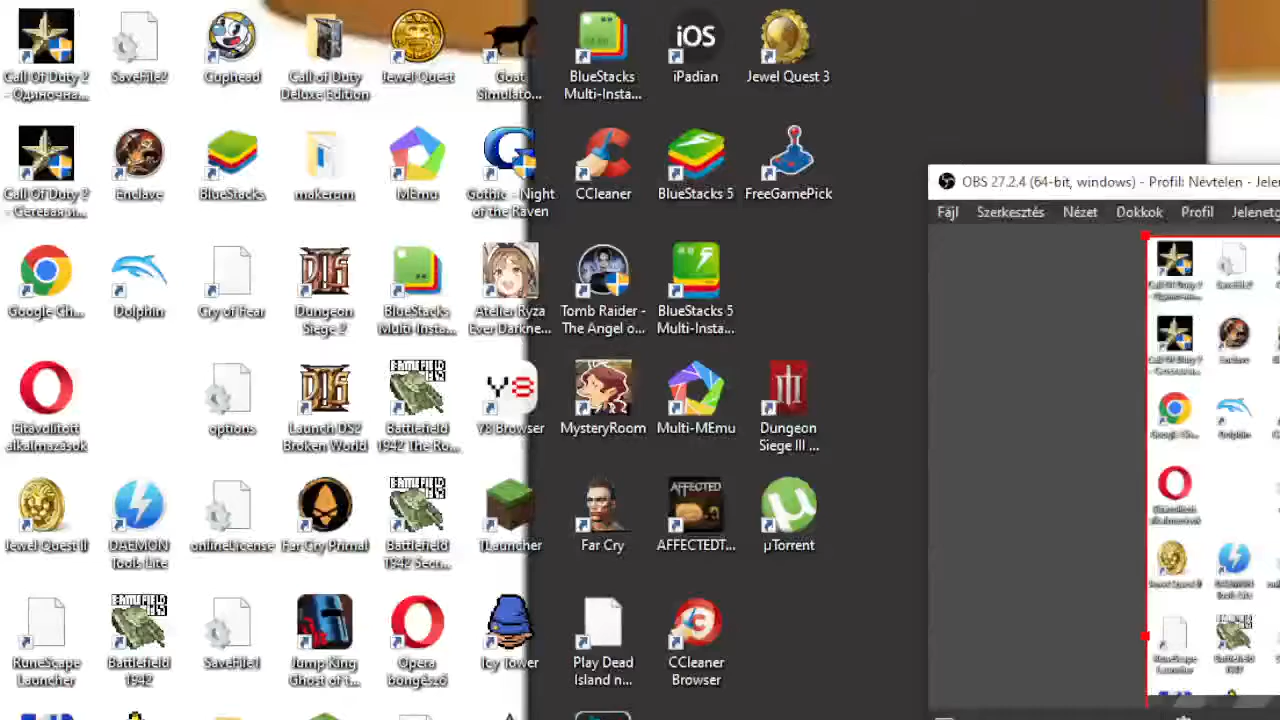 Call Of Duty 2
- Одиночна...
SaveFile2
Cuphead
Call of Duty
Deluxe Edition
Jewel Quest
Goat
Simulato...
BlueStacks
Multi-Insta...
iOS
iPadian
Jewel Quest 3
Call Of Duty 2
- Сетевая и...
Enclave
BlueStacks
makerom
MEmu
Gothic - Night
of the Raven
CCleaner
BlueStacks 5
FreeGamePick
OBS 27.2.4 (64-bit, windows) - Profil: Névtelen - Jele
Fájl Szerkesztés Nézet Dokkok Profil Jelenetg
Google Ch...
Dolphin
Cry of Fear
Dungeon
Siege 2
BlueStacks
Multi-Insta...
Atelier Ryza
Ever Darkne...
Tomb Raider -
The Angel o...
BlueStacks 5
Multi-Insta...
Eltávolított
alkalmazások
options
Launch DS2
Broken World
BATTLEFIELD
1942
Battlefield
1942 The Ro...
Y8
Y8 Browser
MysteryRoom
Multi-MEmu
Dungeon
Siege III ...
Jewel Quest II
DAEMON
Tools Lite
onlineLicense
Far Cry Primal
Battlefield
1942 Secr...
TLauncher
Far Cry
AFFECTED
AFFECTEDT...
µTorrent
RuneScape
Launcher
Battlefield
1942
SaveFile1
Jump King
Ghost of t...
Opera
böngésző
Icy Tower
Play Dead
Island n...
CCleaner
Browser